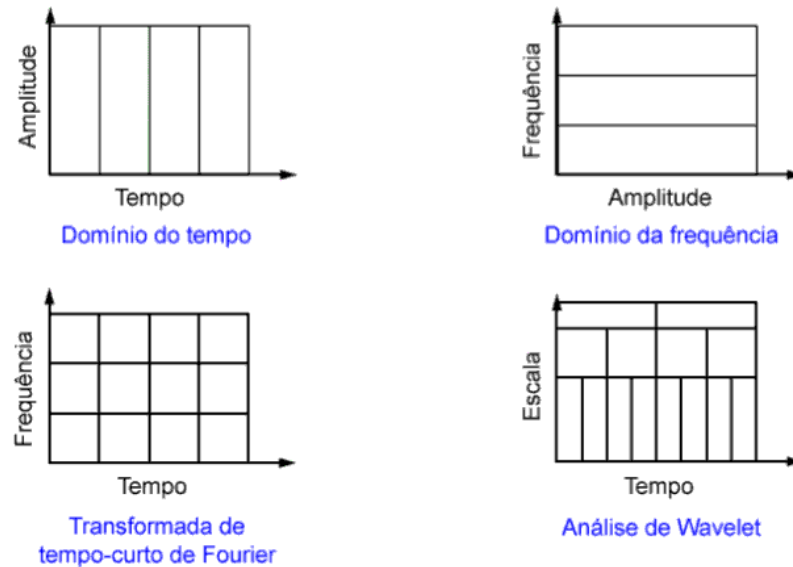 Amplitude
Tempo
Domínio do tempo
Frequência
Amplitude
Domínio da frequência
Frequência
Tempo
Transformada de
tempo-curto de Fourier
Escala
Tempo
Análise de Wavelet